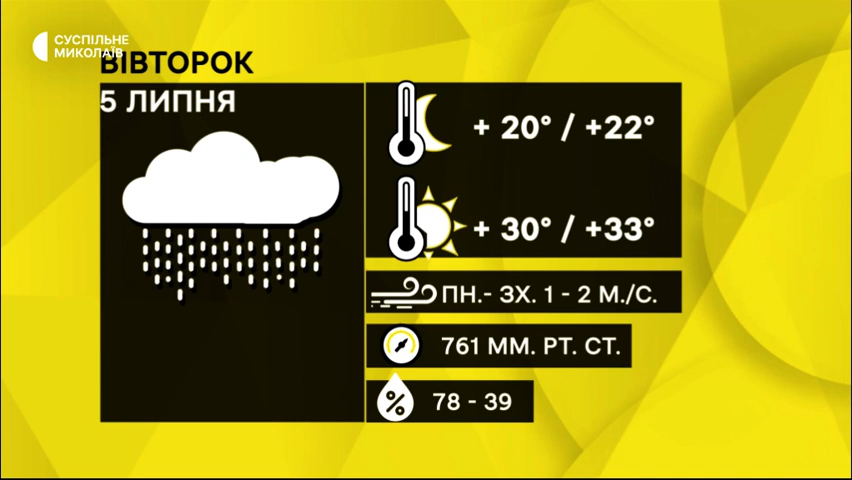 СУСПІЛЬНЕ
МИКОЛАЇВ
ВІВТОРОК
5 ЛИПНЯ
+ 20° / +22°
+ 30° / +33°
ПН.- ЗХ. 1 - 2 М./С.
761 ММ. РТ. СТ.
%
78 - 39